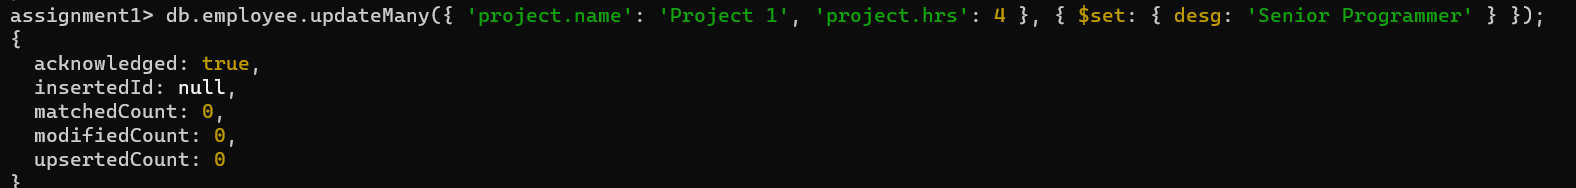 assignment1> db.employee.updateMany({ 'project.name': 'Project 1', 'project.hrs': 4 }, { $set: { desg: 'Senior Programmer' } });
{
  acknowledged: true,
  insertedId: null,
  matchedCount: 0,
  modifiedCount: 0,
  upsertedCount: 0
}